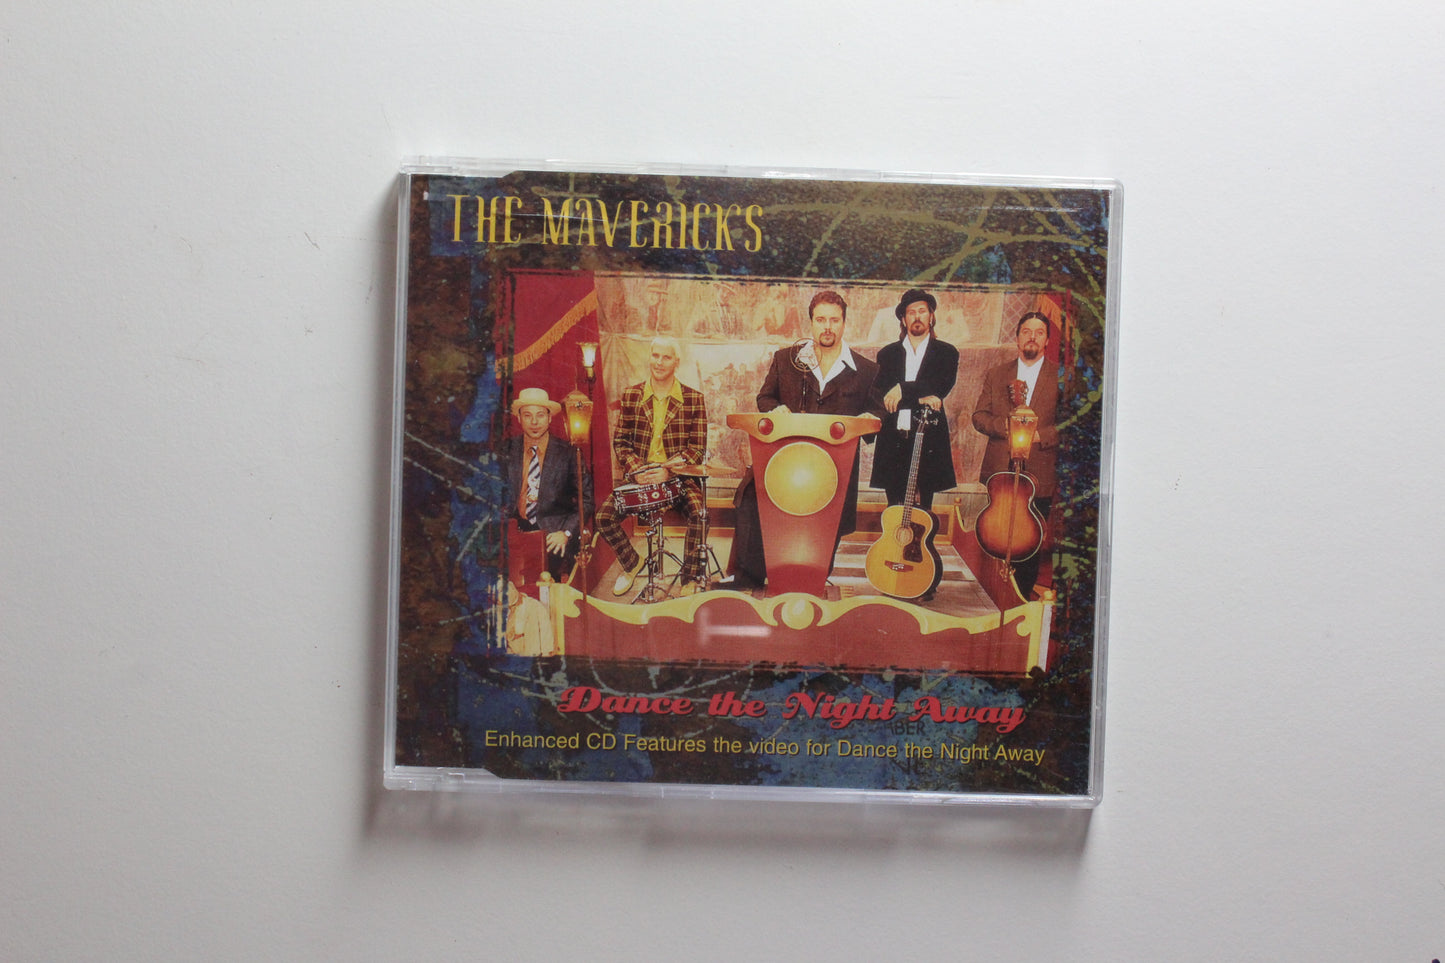 THE MAVERICKS
Dance the Night Away
Enhanced CD Features the video for Dance the Night Away